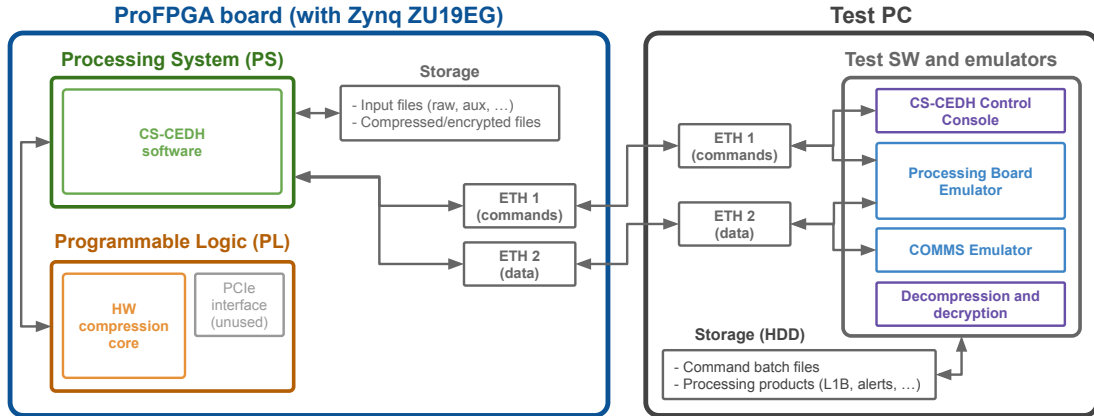 ProFPGA board (with Zynq ZU19EG)
Processing System (PS)
CS-CEDH
software
Storage
- Input files (raw, aux, ...)
- Compressed/encrypted files
ETH 1
(commands)
ETH 2
(data)
Programmable Logic (PL)
HW
compression
core
PCIe
interface
(unused)
Test PC
Test SW and emulators
ETH 1
(commands)
ETH 2
(data)
CS-CEDH Control
Console
Processing Board
Emulator
COMMS Emulator
Decompression and
decryption
Storage (HDD)
- Command batch files
- Processing products (L1B, alerts, ...)